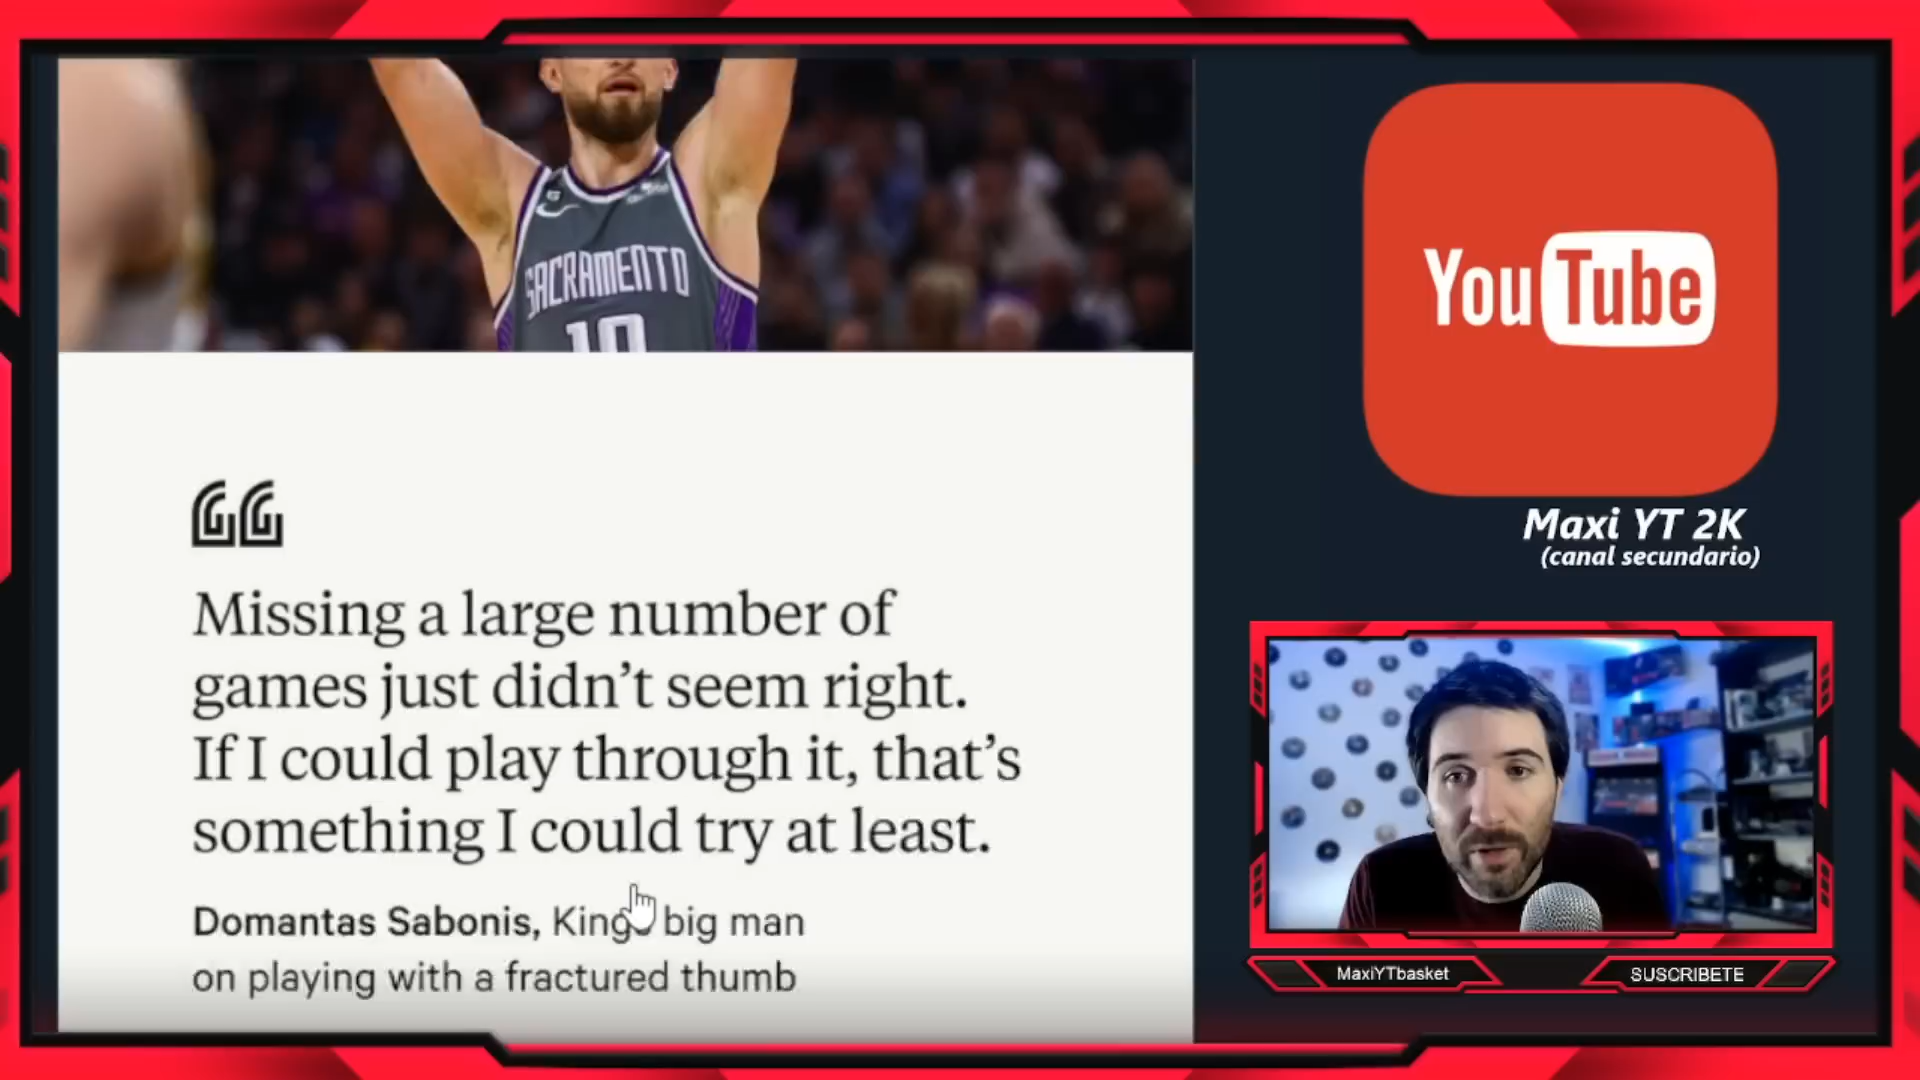 SACRAMENTO
10
Missing a large number of
games just didn't seem right.
If I could play through it, that's
something I could try at least.
Domantas Sabonis, Kings big man
on playing with a fractured thumb
YouTube
Maxi YT 2K
(canal secundario)
MaxiYTbasket
SUSCRIBETE